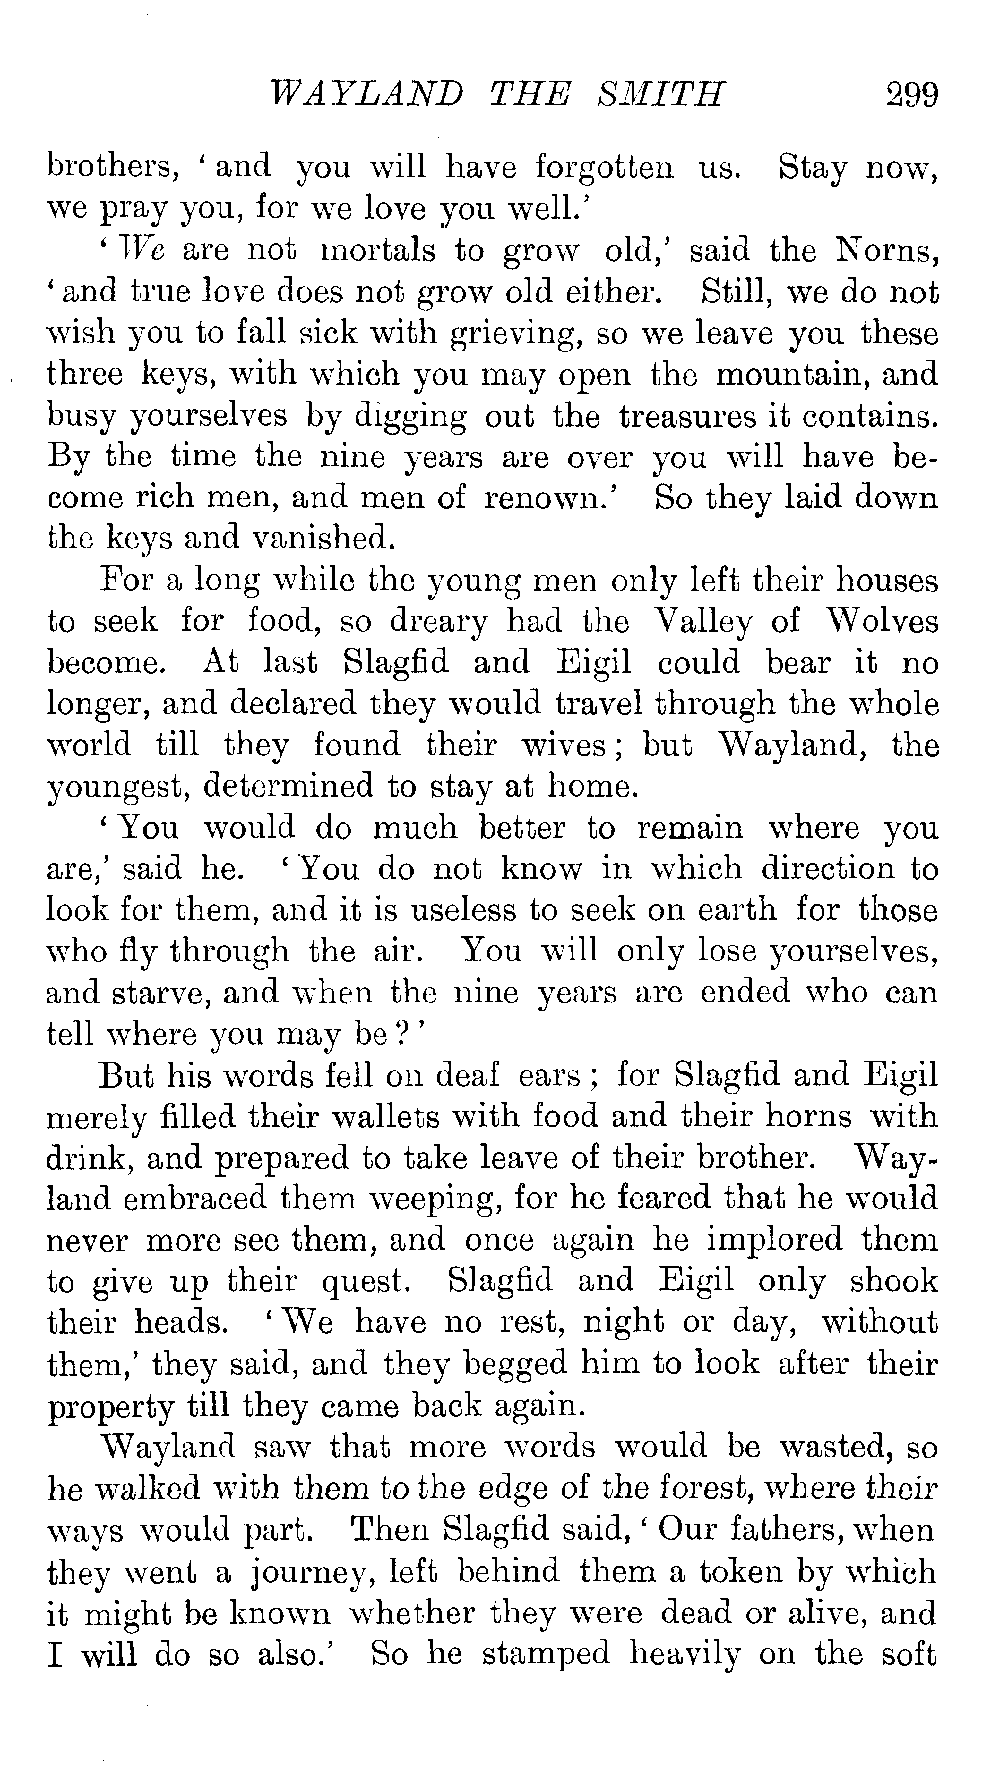 WAYLAND THE SMITH 299
brothers, ‘and you will have forgotten us. Stay now,
we pray you, for we love you well.’
‘We are not mortals to grow old,’ said the Norns,
‘and true love does not grow old either. Still, we do not
wish you to fall sick with grieving, so we leave you these
three keys, with which you may open the mountain, and
busy yourselves by digging out the treasures it contains.
By the time the nine years are over you will have be-
come rich men, and men of renown.’ So they laid down
the keys and vanished.
For a long while the young men only left their houses
to seek for food, so dreary had the Valley of Wolves
become. At last Slagfid and Eigil could bear it no
longer, and declared they would travel through the whole
world till they found their wives; but Wayland, the
youngest, determined to stay at home.
‘You would do much better to remain where you
are,’ said he. ‘You do not know in which direction to
look for them, and it is useless to seek on earth for those
who fly through the air. You will only lose yourselves,
and starve, and when the nine years are ended who can
tell where you may be?’
But his words fell on deaf ears; for Slagfid and Eigil
merely filled their wallets with food and their horns with
drink, and prepared to take leave of their brother. Way-
land embraced them weeping, for he feared that he would
never more see them, and once again he implored them
to give up their quest. Slagfid and Eigil only shook
their heads. ‘We have no rest, night or day, without
them,’ they said, and they begged him to look after their
property till they came back again.
Wayland saw that more words would be wasted, so
he walked with them to the edge of the forest, where their
ways would part. Then Slagfid said, ‘Our fathers, when
they went a journey, left behind them a token by which
it might be known whether they were dead or alive, and
I will do so also.’ So he stamped heavily on the soft